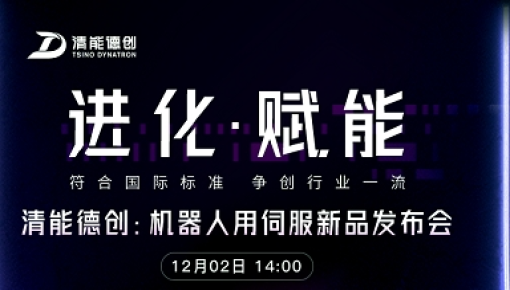 清能德创
TSINO DYNATRON
进化·赋能
符合国际标准 争创行业一流
清能德创:机器人用伺服新品发布会
12月02日 14:00